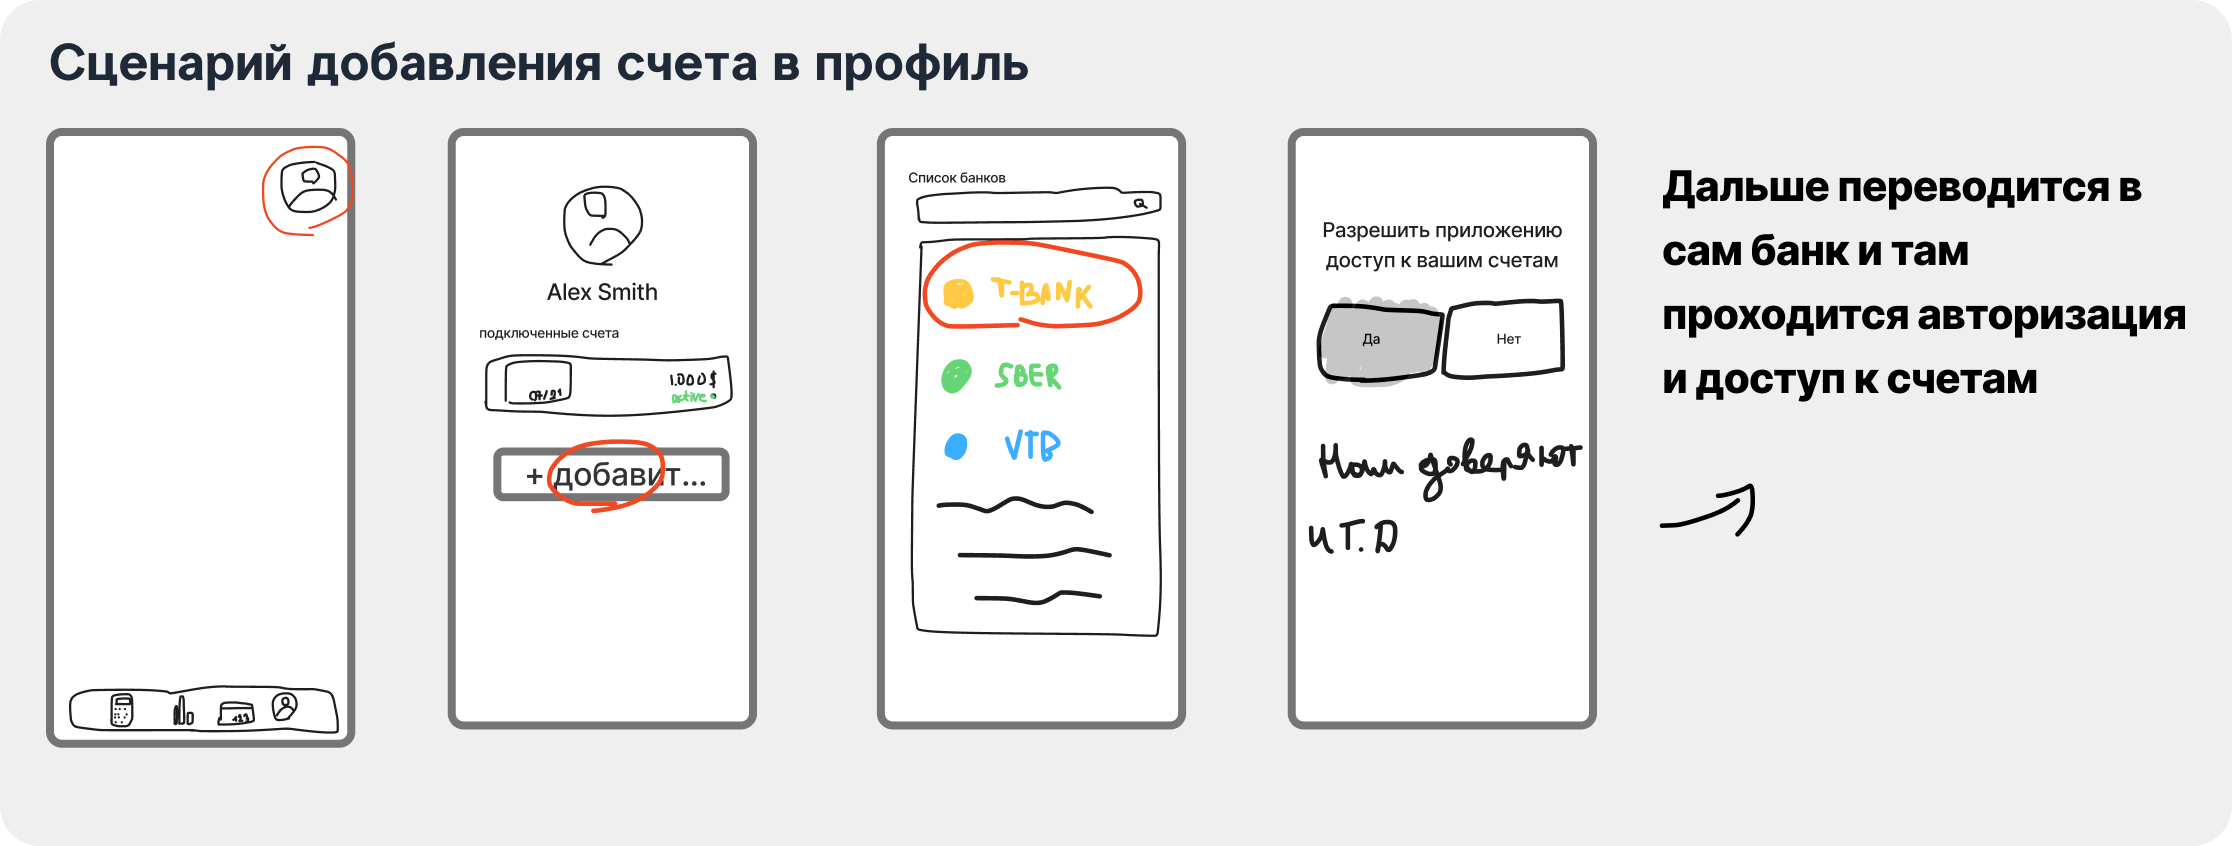 Сценарий добавления счета в профиль
Alex Smith
подключенные счета
1.000$
active
+ добавит...
Список банков
T-BANK
SBER
VTB
Разрешить приложению
доступ к вашим счетам
Да
Нет
Нам доверяют
и т.д
Дальше переводится в
сам банк и там
проходится авторизация
и доступ к счетам